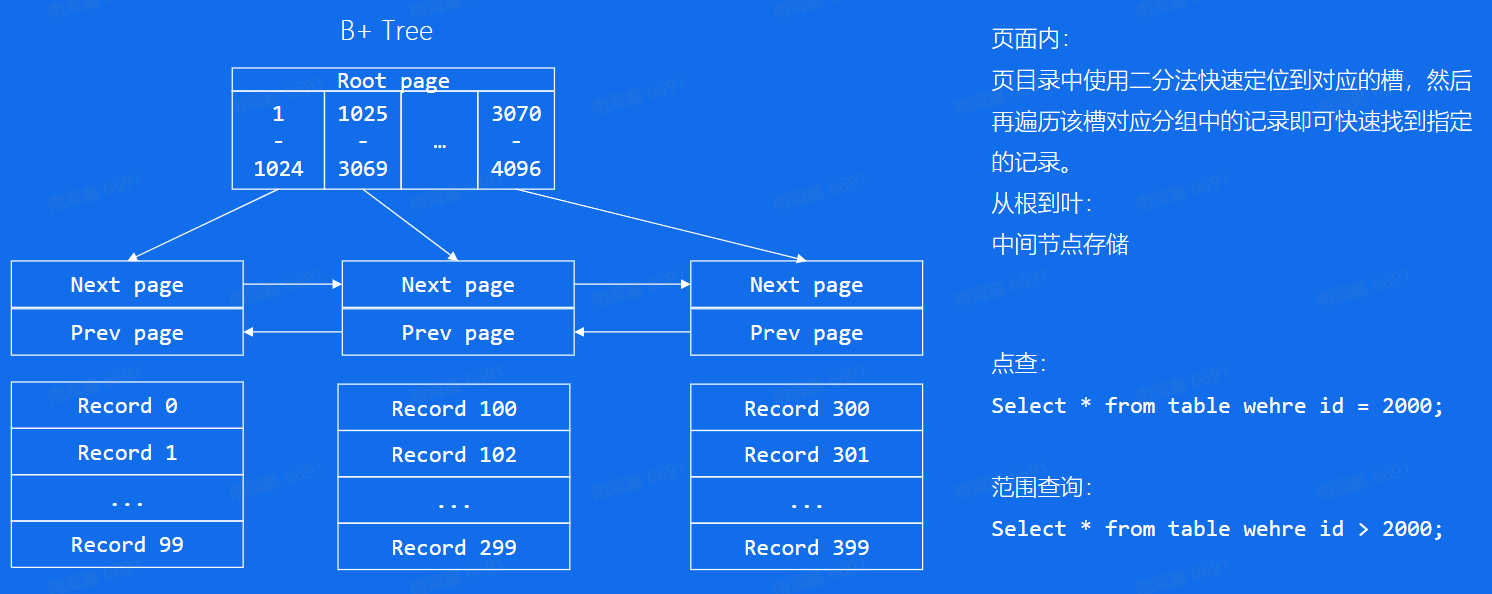 B+ Tree
Root page
1
-
1024
1025
-
3069
…
3070
-
4096
Next page
Next page
Next page
Prev page
Prev page
Prev page
Record 0
Record 1
...
Record 99
Record 100
Record 102
...
Record 299
Record 300
Record 301
...
Record 399
页面内：
页目录中使用二分法快速定位到对应的槽，然后
再遍历该槽对应分组中的记录即可快速找到指定
的记录。
从根到叶：
中间节点存储
点查：
Select * from table wehre id = 2000;
范围查询：
Select * from table wehre id > 2000;